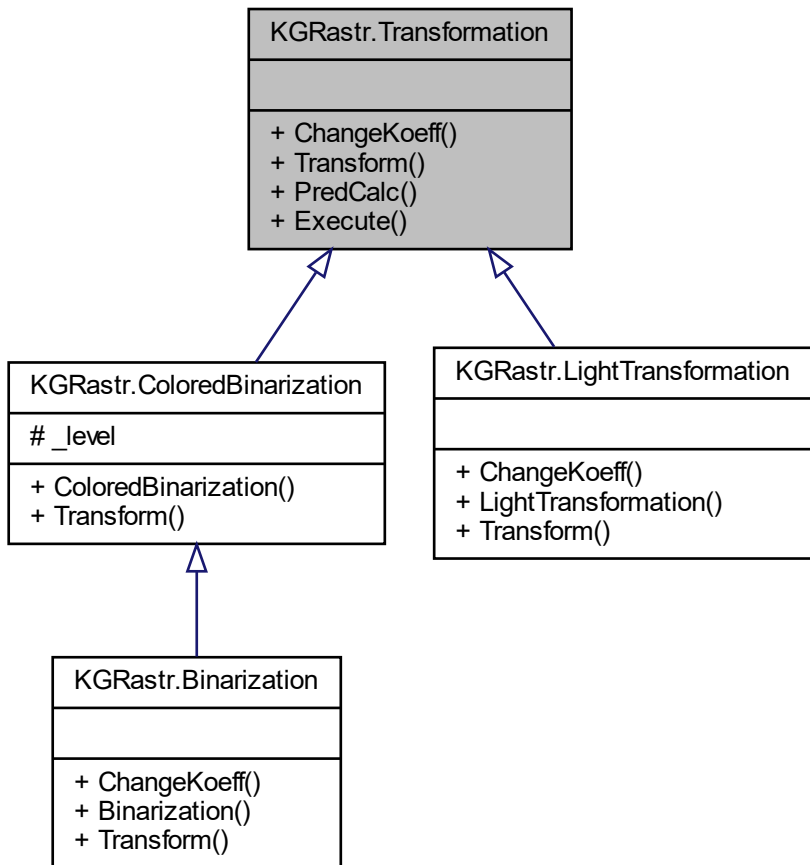 KGRastr.Transformation
+ ChangeKoeff()
+ Transform()
+ PredCalc()
+ Execute()
KGRastr.ColoredBinarization
# _level
+ ColoredBinarization()
+ Transform()
KGRastr.LightTransformation
+ ChangeKoeff()
+ LightTransformation()
+ Transform()
KGRastr.Binarization
+ ChangeKoeff()
+ Binarization()
+ Transform()